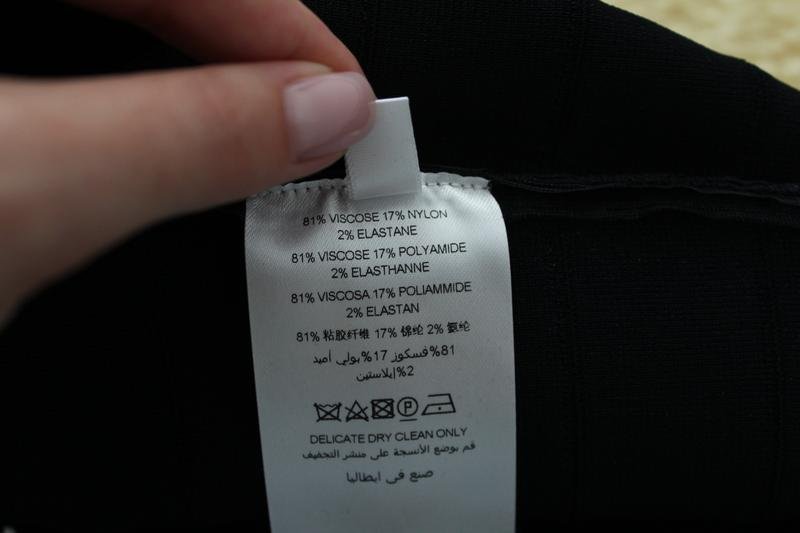 81% VISCOSE 17% NYLON
2% ELASTANE
81% VISCOSE 17% POLYAMIDE
2% ELASTHANNE
81% VISCOSA 17% POLIAMMIDE
2% ELASTAN
81% 粘胶纤维 17% 锦纶 2% 氨纶
81%فسكوز 17%بولي أميد
2%إيلاستين
P
DELICATE DRY CLEAN ONLY
قم بوضع الأنسجة على منشر التجفيف
صنع في ايطاليا